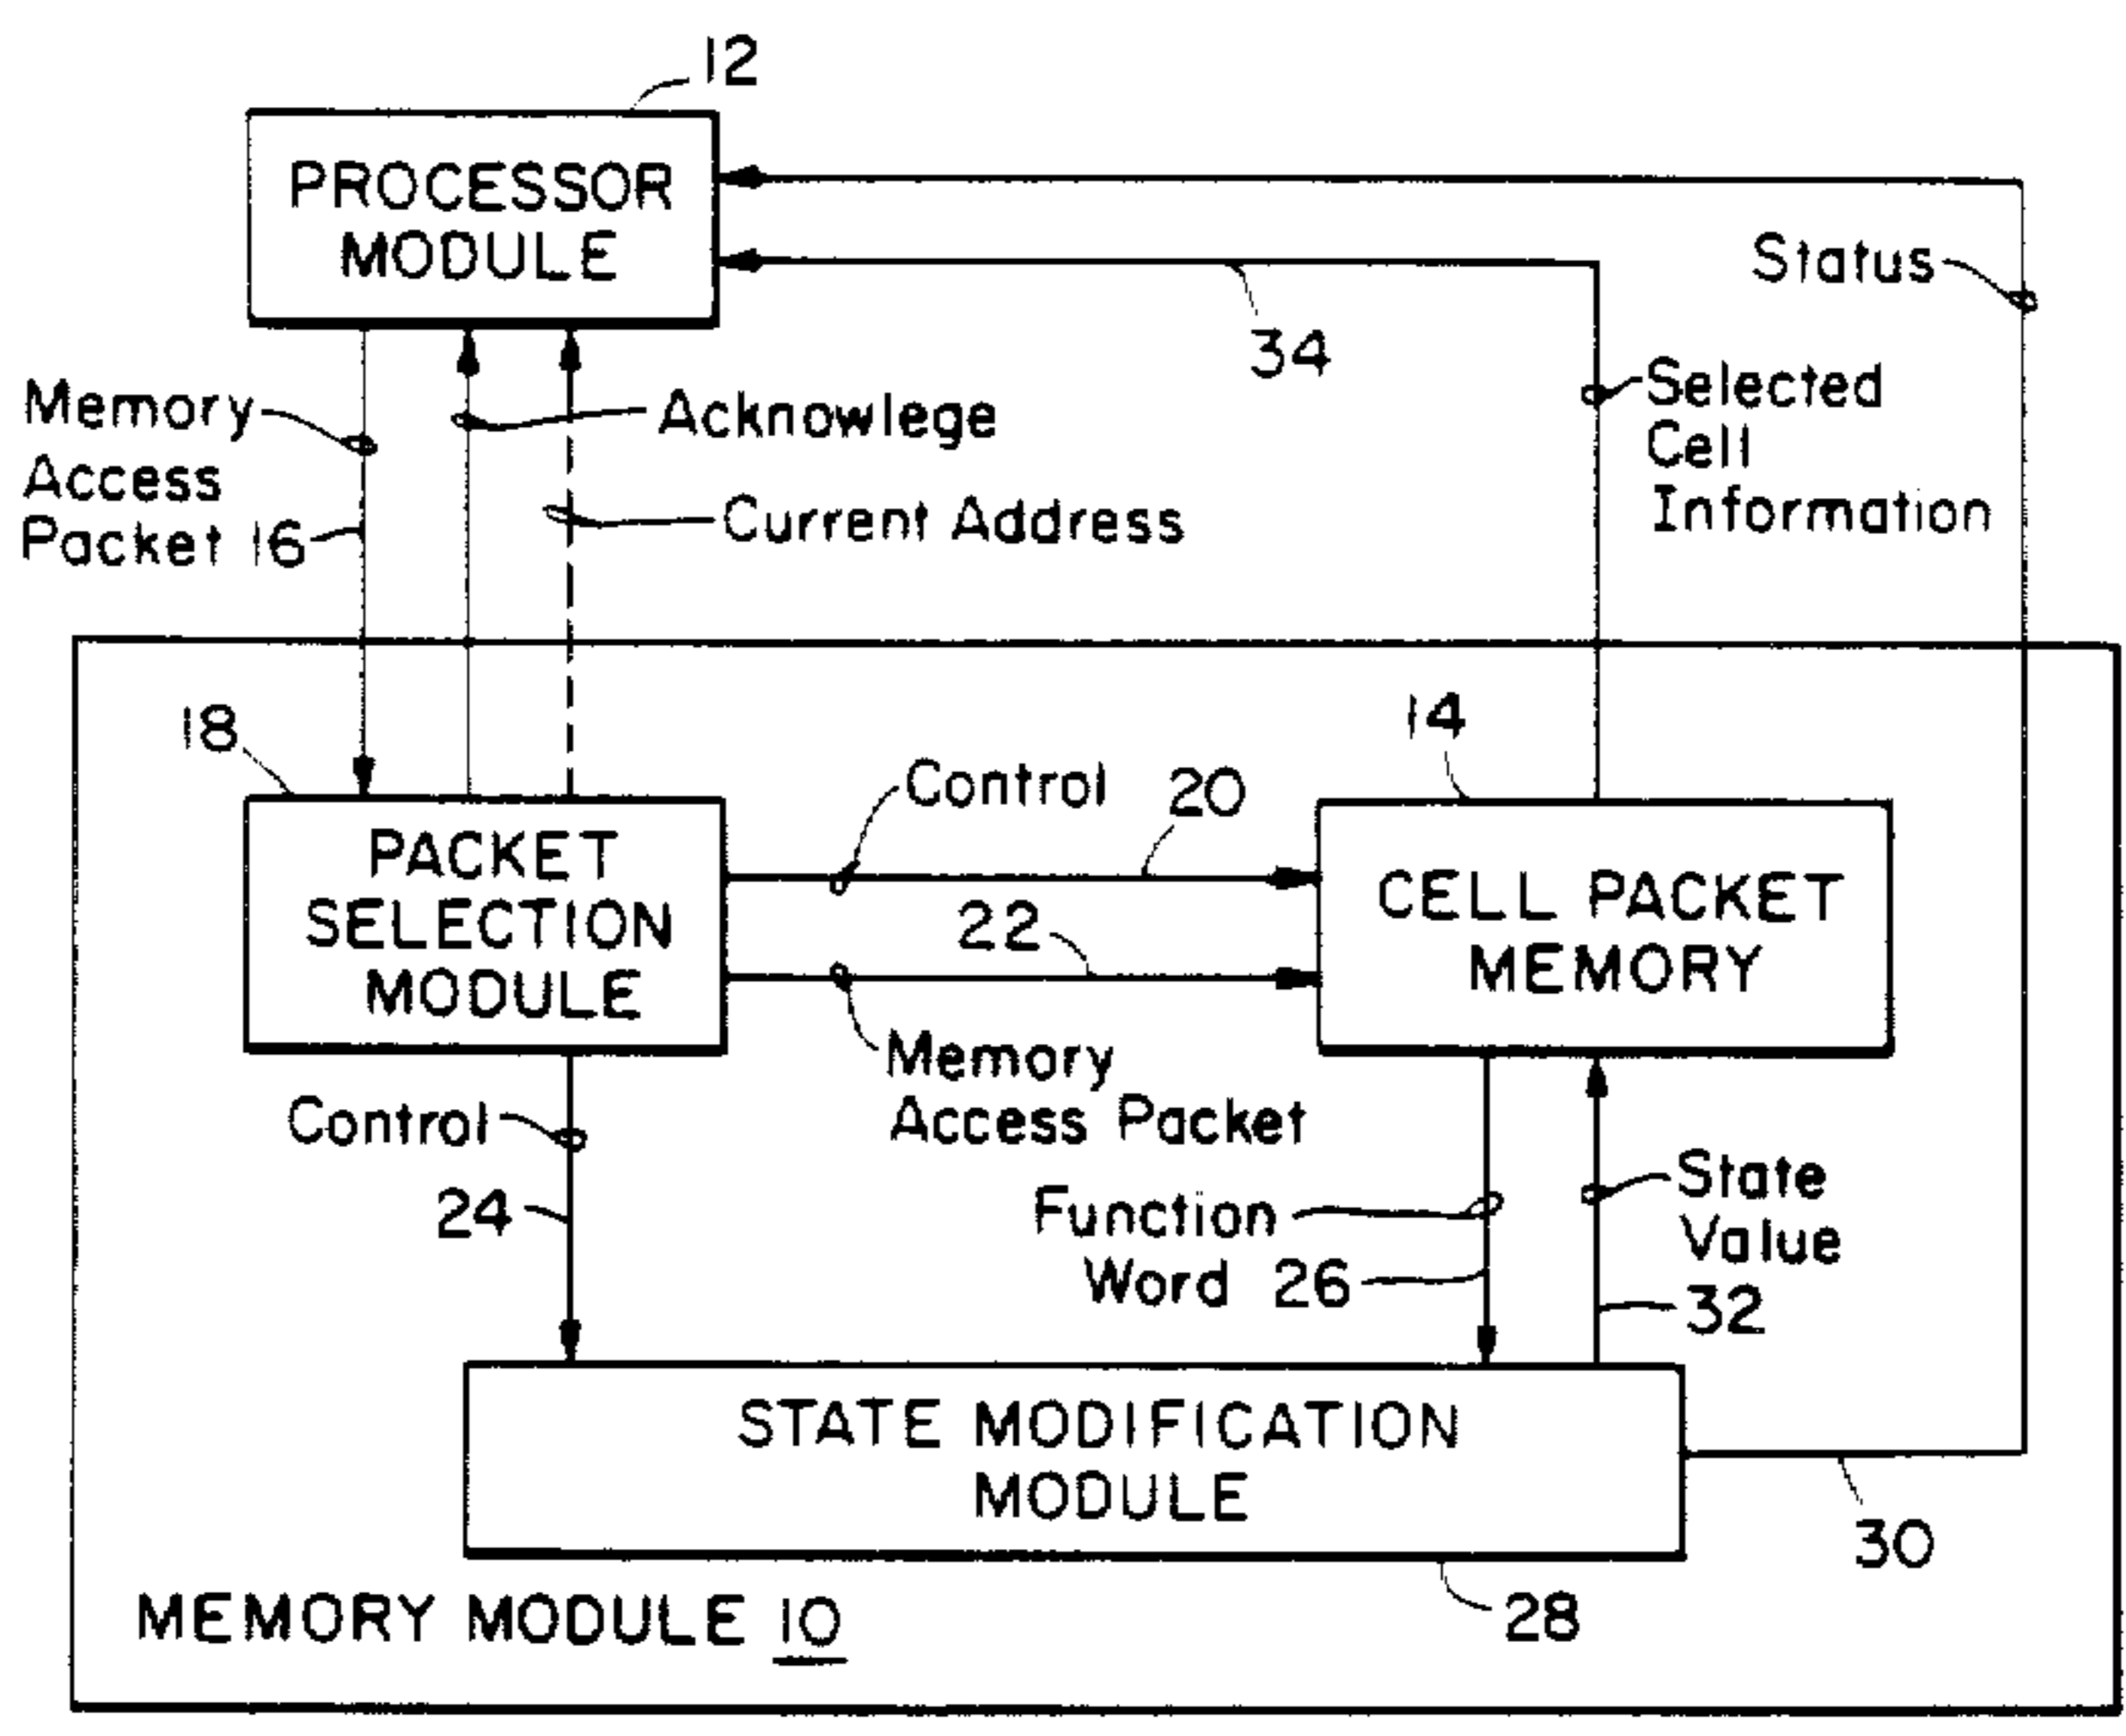 12
PROCESSOR
MODULE
Status
34
Memory
Access
Packet 16
Acknowlege
Current Address
Selected
Cell
Information
18
14
Control
20
PACKET
SELECTION
MODULE
CELL PACKET
MEMORY
22
Memory
Access Packet
Control
24
Function
Word 26
State
Value
32
STATE MODIFICATION
MODULE
30
28
MEMORY MODULE 10